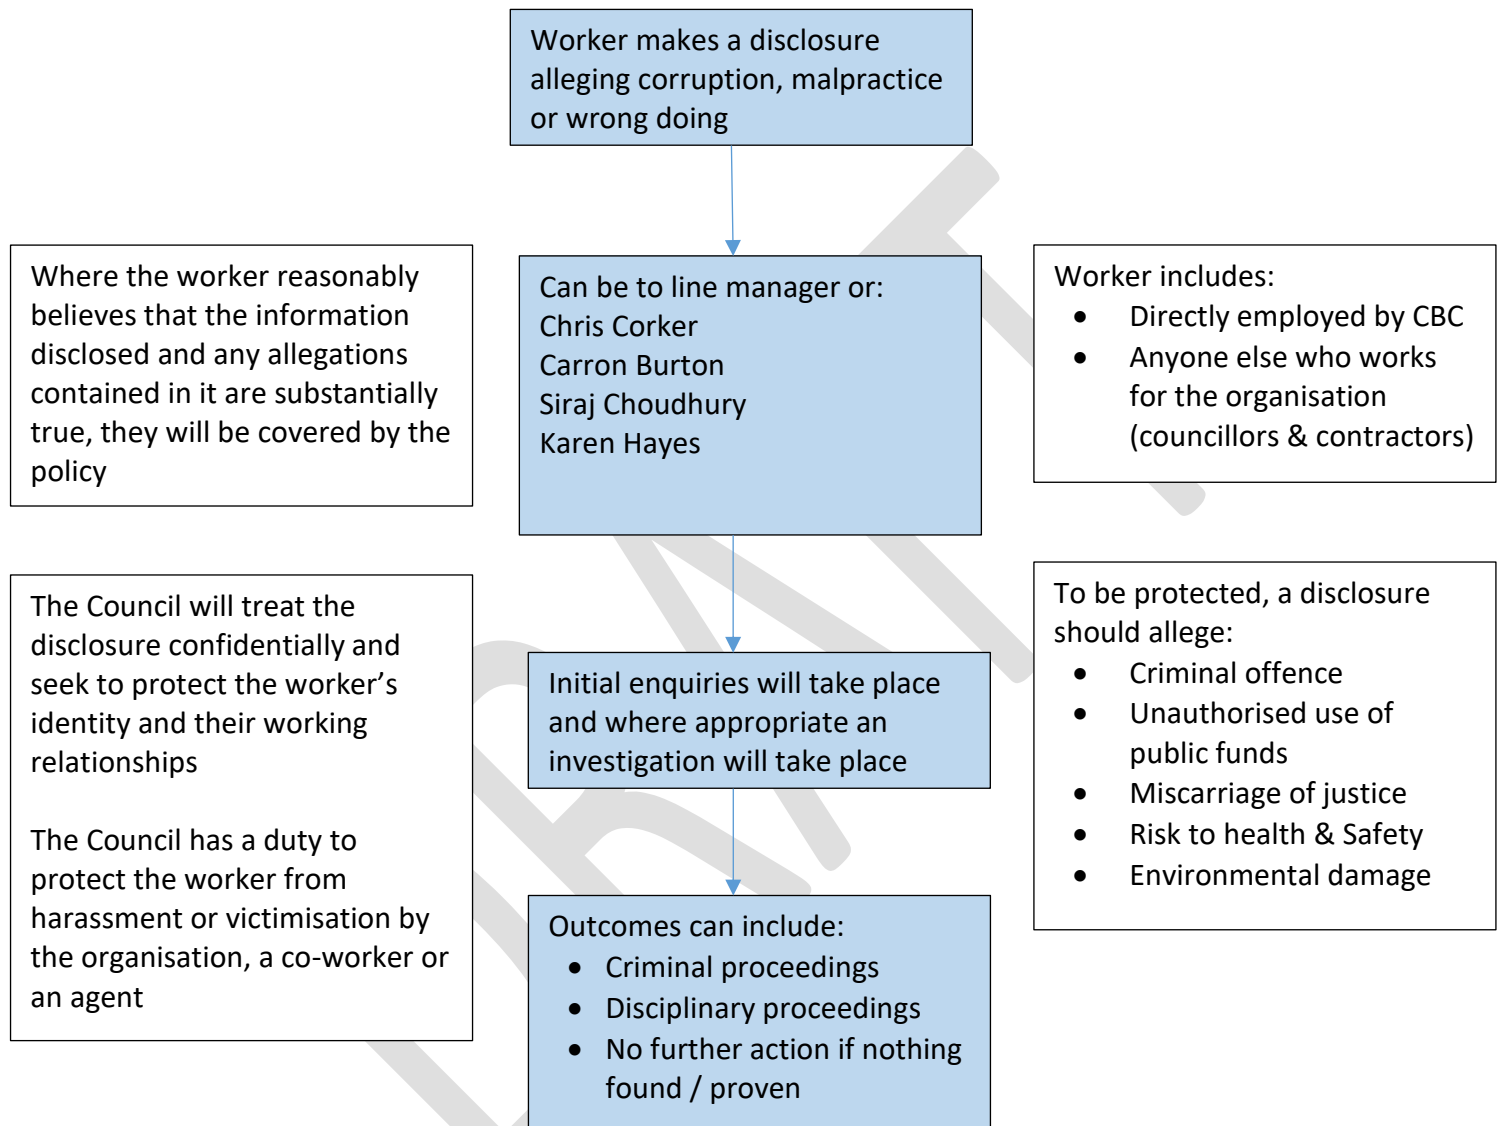 Worker makes a disclosure
alleging corruption, malpractice
or wrong doing
Where the worker reasonably
believes that the information
disclosed and any allegations
contained in it are substantially
true, they will be covered by the
policy
Can be to line manager or:
Chris Corker
Carron Burton
Siraj Choudhury
Karen Hayes
Worker includes:
• Directly employed by CBC
• Anyone else who works
for the organisation
(councillors & contractors)
The Council will treat the
disclosure confidentially and
seek to protect the worker’s
identity and their working
relationships
The Council has a duty to
protect the worker from
harassment or victimisation by
the organisation, a co-worker or
an agent
Initial enquiries will take place
and where appropriate an
investigation will take place
To be protected, a disclosure
should allege:
• Criminal offence
• Unauthorised use of
public funds
• Miscarriage of justice
• Risk to health & Safety
• Environmental damage
Outcomes can include:
• Criminal proceedings
• Disciplinary proceedings
• No further action if nothing
found / proven
DRAFT